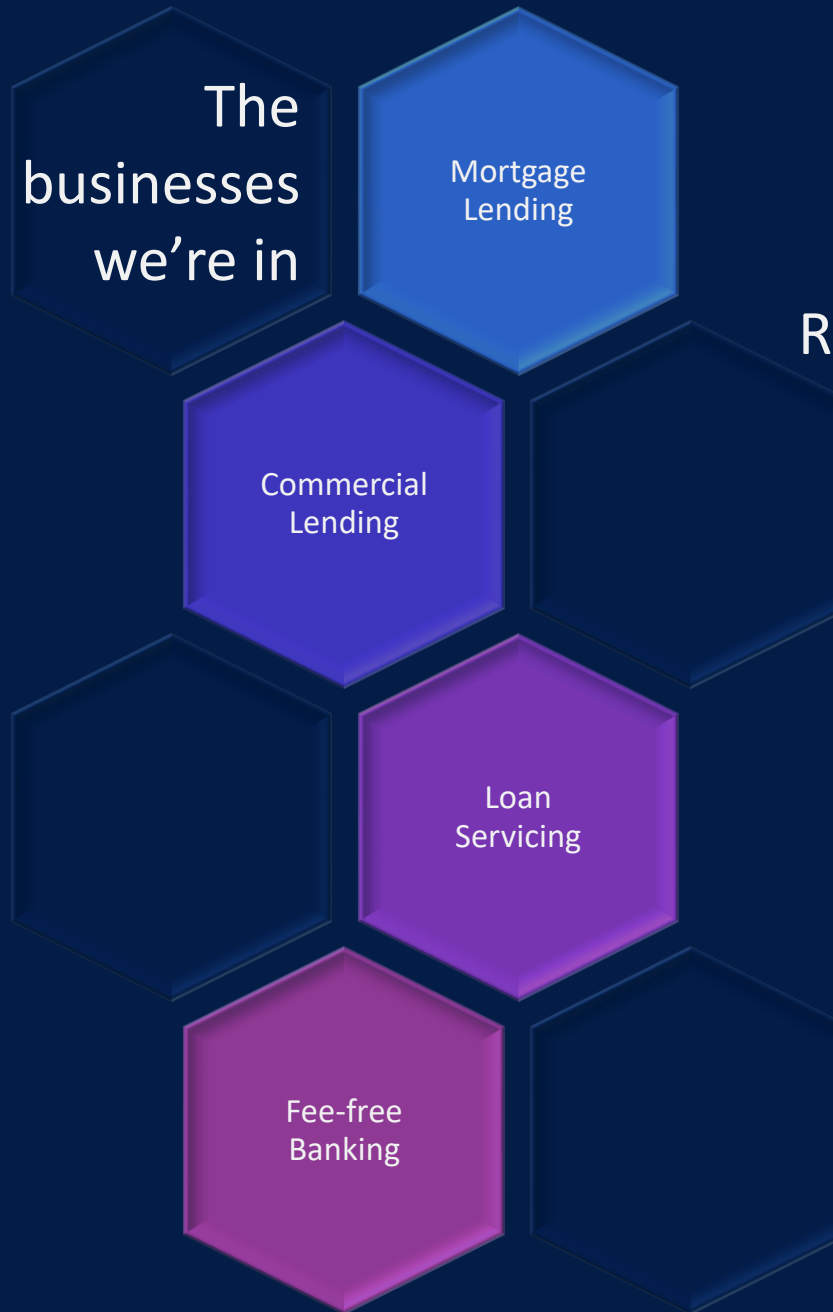 The
businesses
we’re in
Mortgage
Lending
Commercial
Lending
Loan
Servicing
Fee-free
Banking